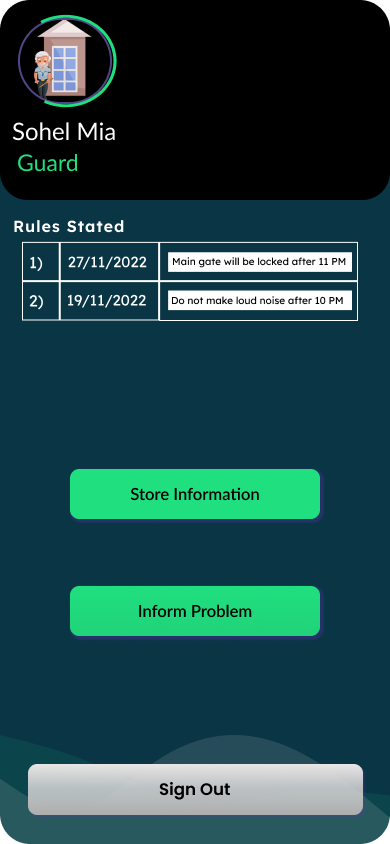 Sohel Mia
Guard
Rules Stated
1) 27/11/2022 Main gate will be locked after 11 PM
2) 19/11/2022 Do not make loud noise after 10 PM
Store Information
Inform Problem
Sign Out